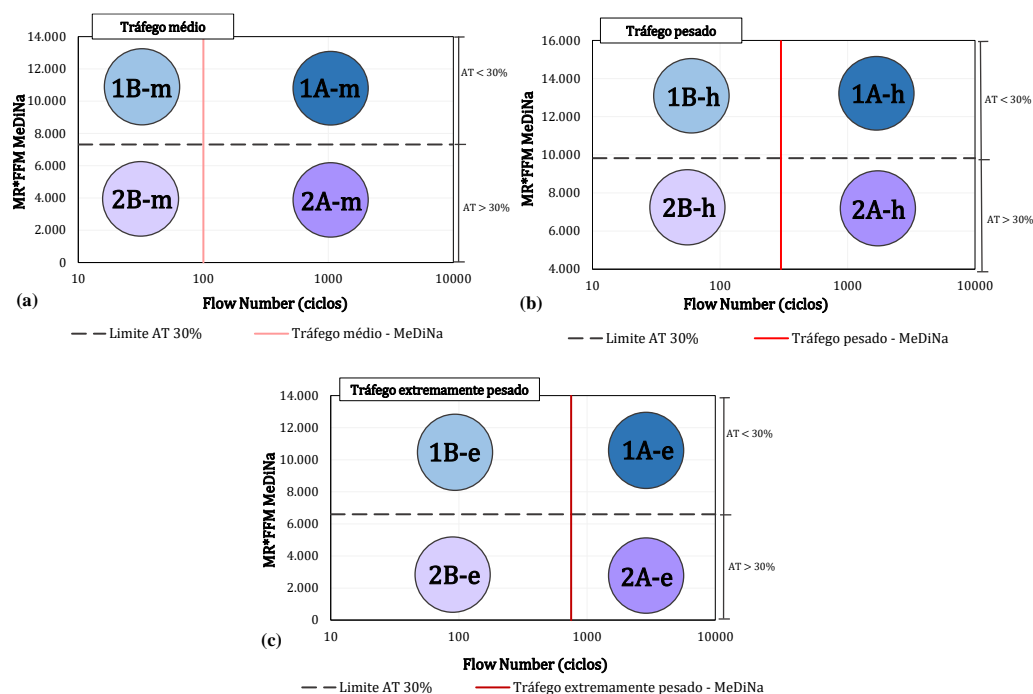 Tráfego médio
MR*FFM MeDiNa
14.000
12.000
10.000
8.000
6.000
4.000
2.000
0
1B-m
1A-m
2B-m
2A-m
AT < 30%
AT > 30%
10
100
1000
10000
(a)
Flow Number (ciclos)
Limite AT 30%
Tráfego médio - MeDiNa
Tráfego pesado
MR*FFM MeDiNa
16.000
14.000
12.000
10.000
8.000
6.000
4.000
1B-h
1A-h
2B-h
2A-h
AT < 30%
AT > 30%
10
100
1000
10000
(b)
Flow Number (ciclos)
Limite AT 30%
Tráfego pesado - MeDiNa
Tráfego extremamente pesado
MR*FFM MeDiNa
14.000
12.000
10.000
8.000
6.000
4.000
2.000
0
1B-e
1A-e
2B-e
2A-e
AT < 30%
AT > 30%
10
100
1000
10000
(c)
Flow Number (ciclos)
Limite AT 30%
Tráfego extremamente pesado - MeDiNa